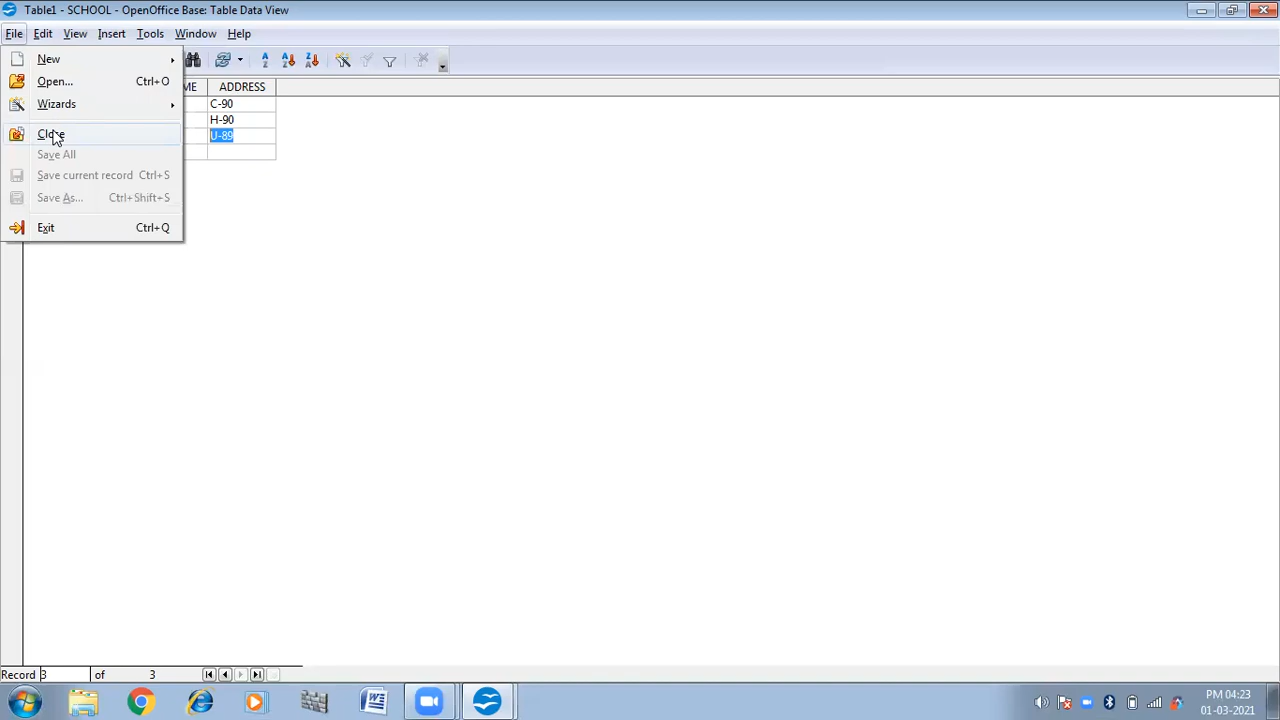 Table1 - SCHOOL - OpenOffice Base: Table Data View
File Edit View Insert Tools Window Help
New
Open... Ctrl+O
Wizards
Close
Save All
Save current record Ctrl+S
Save As... Ctrl+Shift+S
Exit Ctrl+Q
ME ADDRESS
C-90
H-90
U-89
Record 3 of 3
PM 04:23
01-03-2021